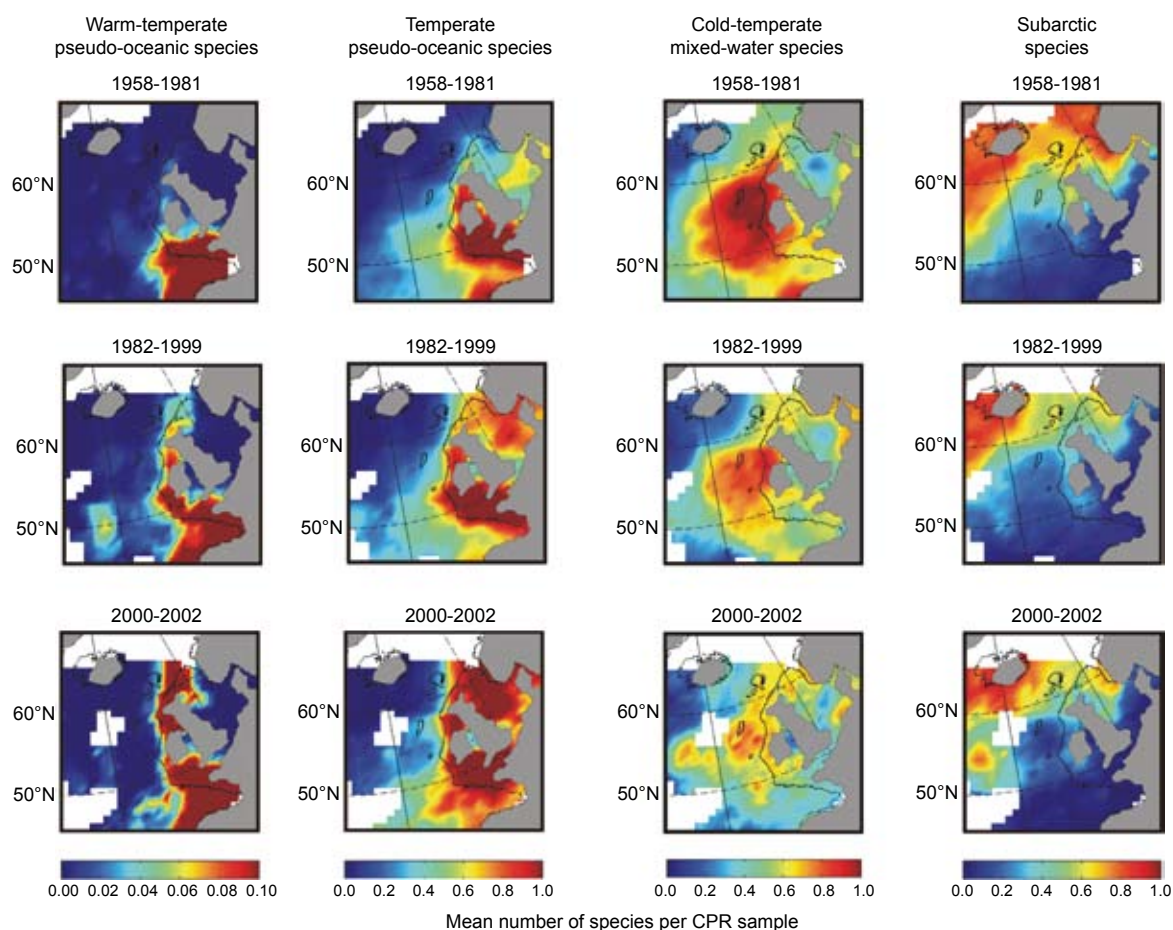 Warm-temperate
pseudo-oceanic species
Temperate
pseudo-oceanic species
Cold-temperate
mixed-water species
Subarctic
species
1958-1981
1958-1981
1958-1981
1958-1981
60°N
60°N
60°N
60°N
50°N
50°N
50°N
50°N
1982-1999
1982-1999
1982-1999
1982-1999
60°N
60°N
60°N
60°N
50°N
50°N
50°N
50°N
2000-2002
2000-2002
2000-2002
2000-2002
60°N
60°N
60°N
60°N
50°N
50°N
50°N
50°N
0.00 0.02 0.04 0.06 0.08 0.10
0.0 0.2 0.4 0.6 0.8 1.0
0.0 0.2 0.4 0.6 0.8 1.0
0.0 0.2 0.4 0.6 0.8 1.0
Mean number of species per CPR sample